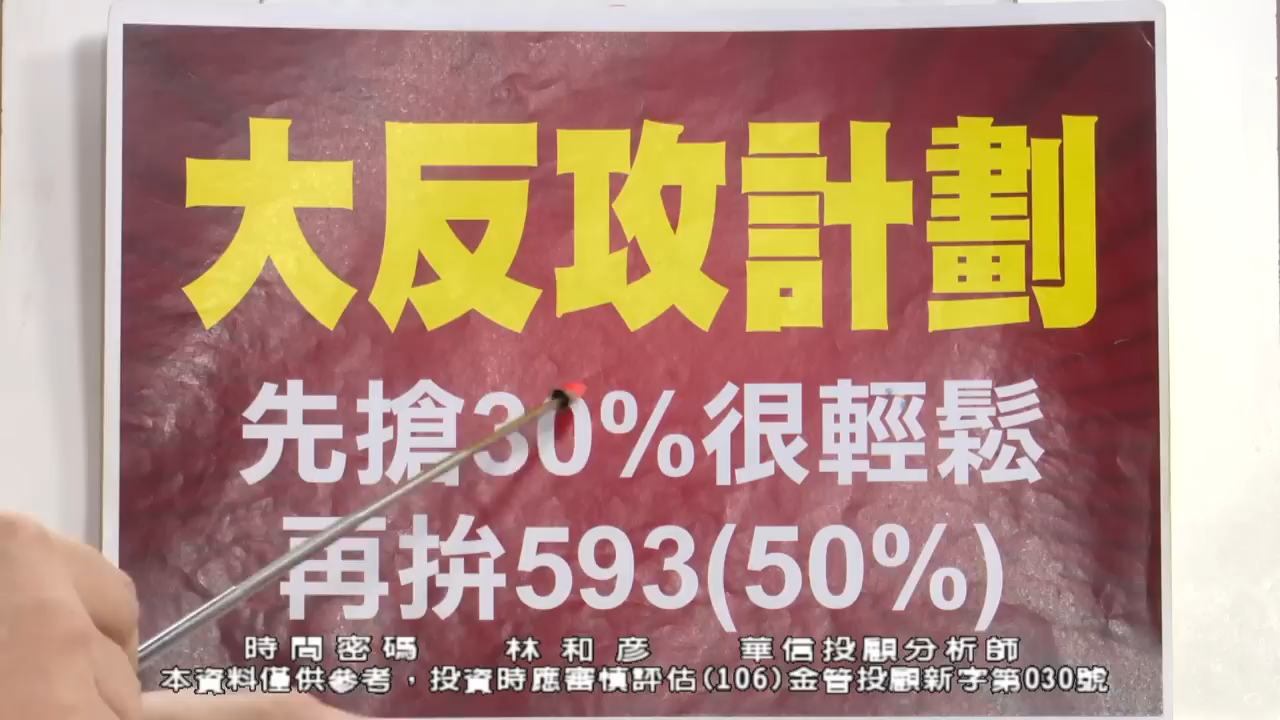 大反攻計劃
先搶30%很輕鬆
再拚593(50%)
時間密碼 林和彥 華信投顧分析師
本資料僅供參考，投資時應審慎評估(106)金管投顧新字第030號